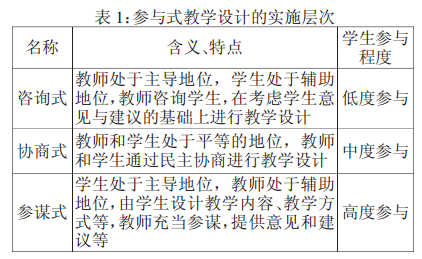 表 1：参与式教学设计的实施层次
名称
含义、特点
学生参与
程度
咨询式
教师处于主导地位，学生处于辅助
地位，教师咨询学生，在考虑学生意
见与建议的基础上进行教学设计
低度参与
协商式
教师和学生处于平等的地位，教师
和学生通过民主协商进行教学设计
中度参与
参谋式
学生处于主导地位，教师处于辅助
地位，由学生设计教学内容、教学方
式等，教师充当参谋，提供意见和建
议等
高度参与